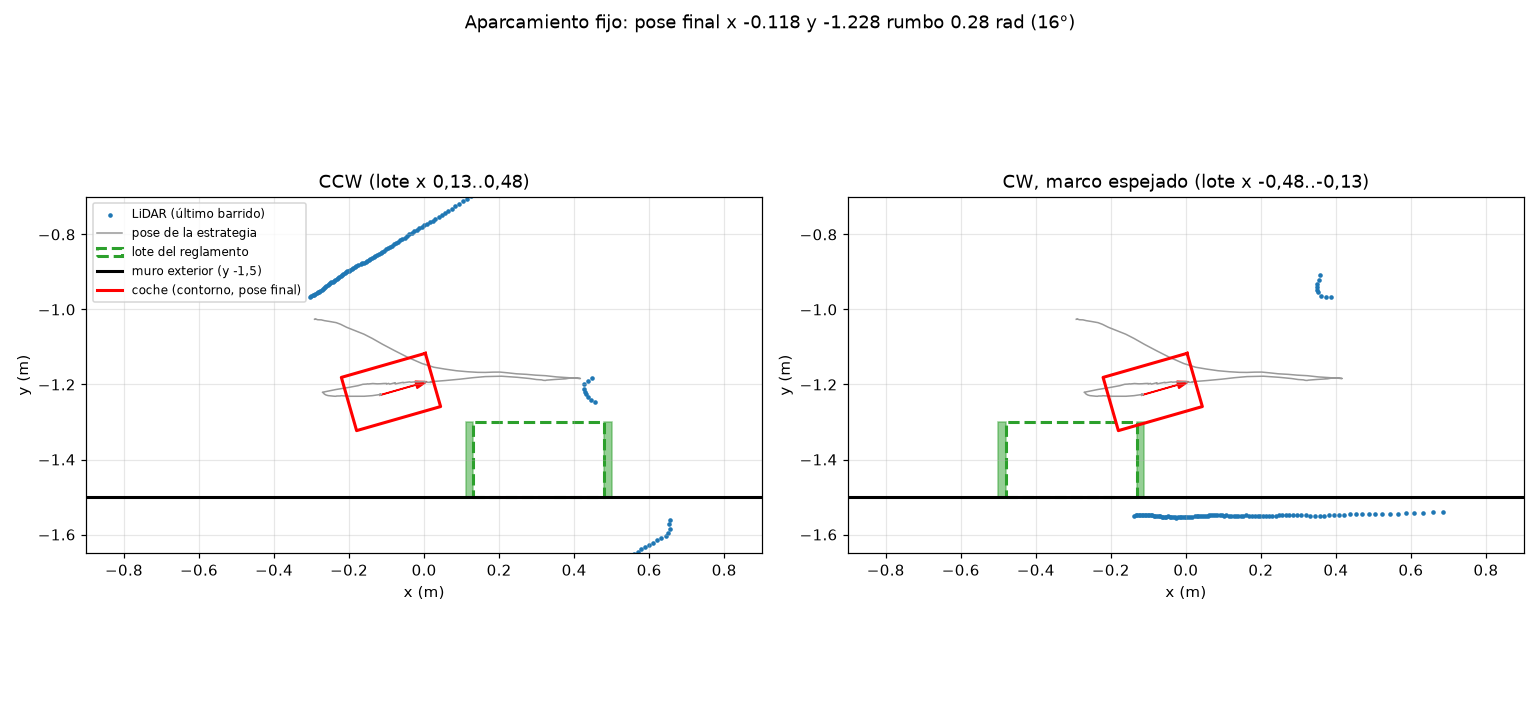 Aparcamiento fijo: pose final x -0.118 y -1.228 rumbo 0.28 rad (16°)
CCW (lote x 0,13..0,48)
LiDAR (último barrido)
pose de la estrategia
lote del reglamento
muro exterior (y -1,5)
coche (contorno, pose final)
−0.8
−1.0
−1.2
−1.4
−1.6
y (m)
−0.8
−0.6
−0.4
−0.2
0.0
0.2
0.4
0.6
0.8
x (m)
CW, marco espejado (lote x -0,48..-0,13)
−0.8
−1.0
−1.2
−1.4
−1.6
y (m)
−0.8
−0.6
−0.4
−0.2
0.0
0.2
0.4
0.6
0.8
x (m)